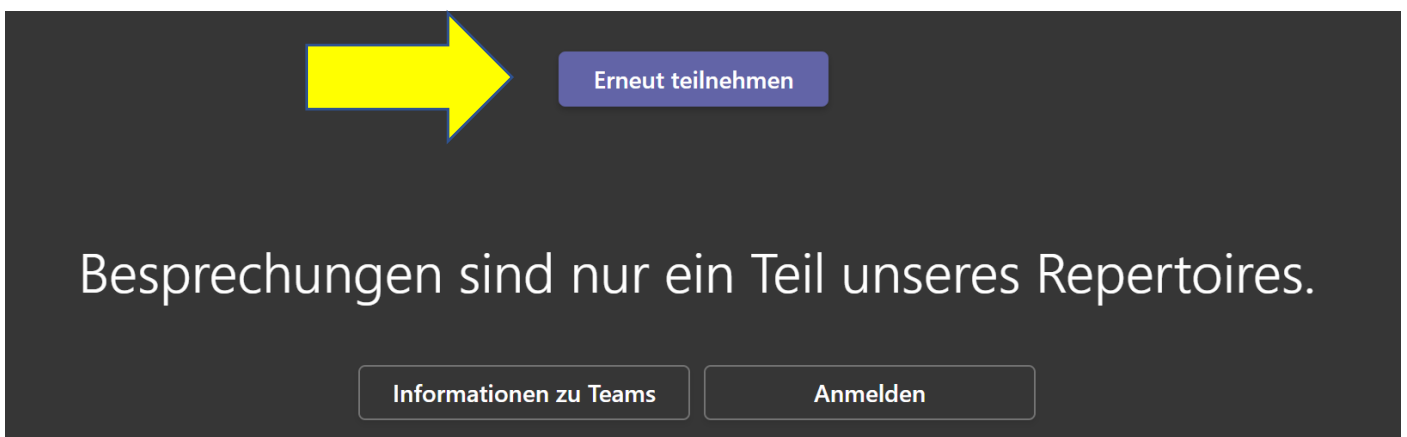 Erneut teilnehmen
Besprechungen sind nur ein Teil unseres Repertoires.
Informationen zu Teams
Anmelden